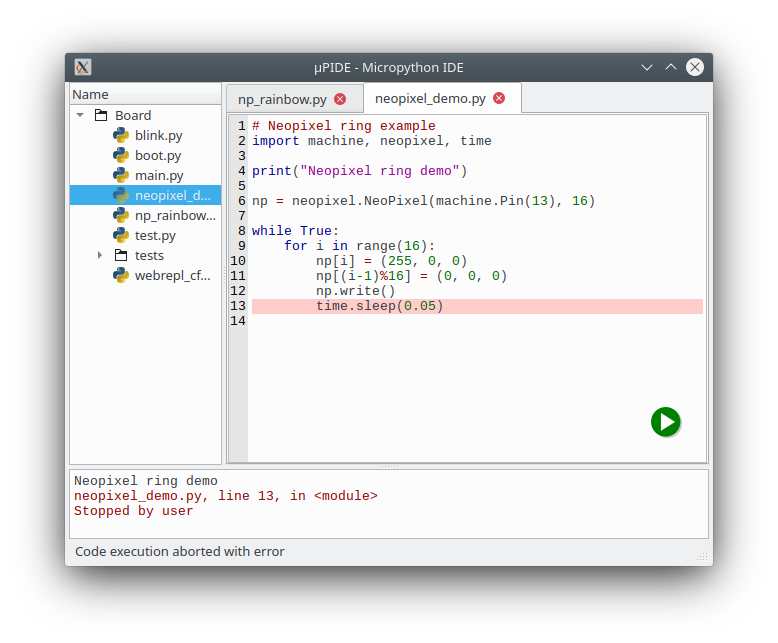 µPIDE - Micropython IDE
Name
Board
blink.py
boot.py
main.py
neopixel_d...
np_rainbow...
test.py
tests
webrepl_cf...
np_rainbow.py
neopixel_demo.py
1 # Neopixel ring example
2 import machine, neopixel, time
3
4 print("Neopixel ring demo")
5
6 np = neopixel.NeoPixel(machine.Pin(13), 16)
7
8 while True:
9     for i in range(16):
10         np[i] = (255, 0, 0)
11         np[(i-1)%16] = (0, 0, 0)
12         np.write()
13         time.sleep(0.05)
14
Neopixel ring demo
neopixel_demo.py, line 13, in <module>
Stopped by user
Code execution aborted with error